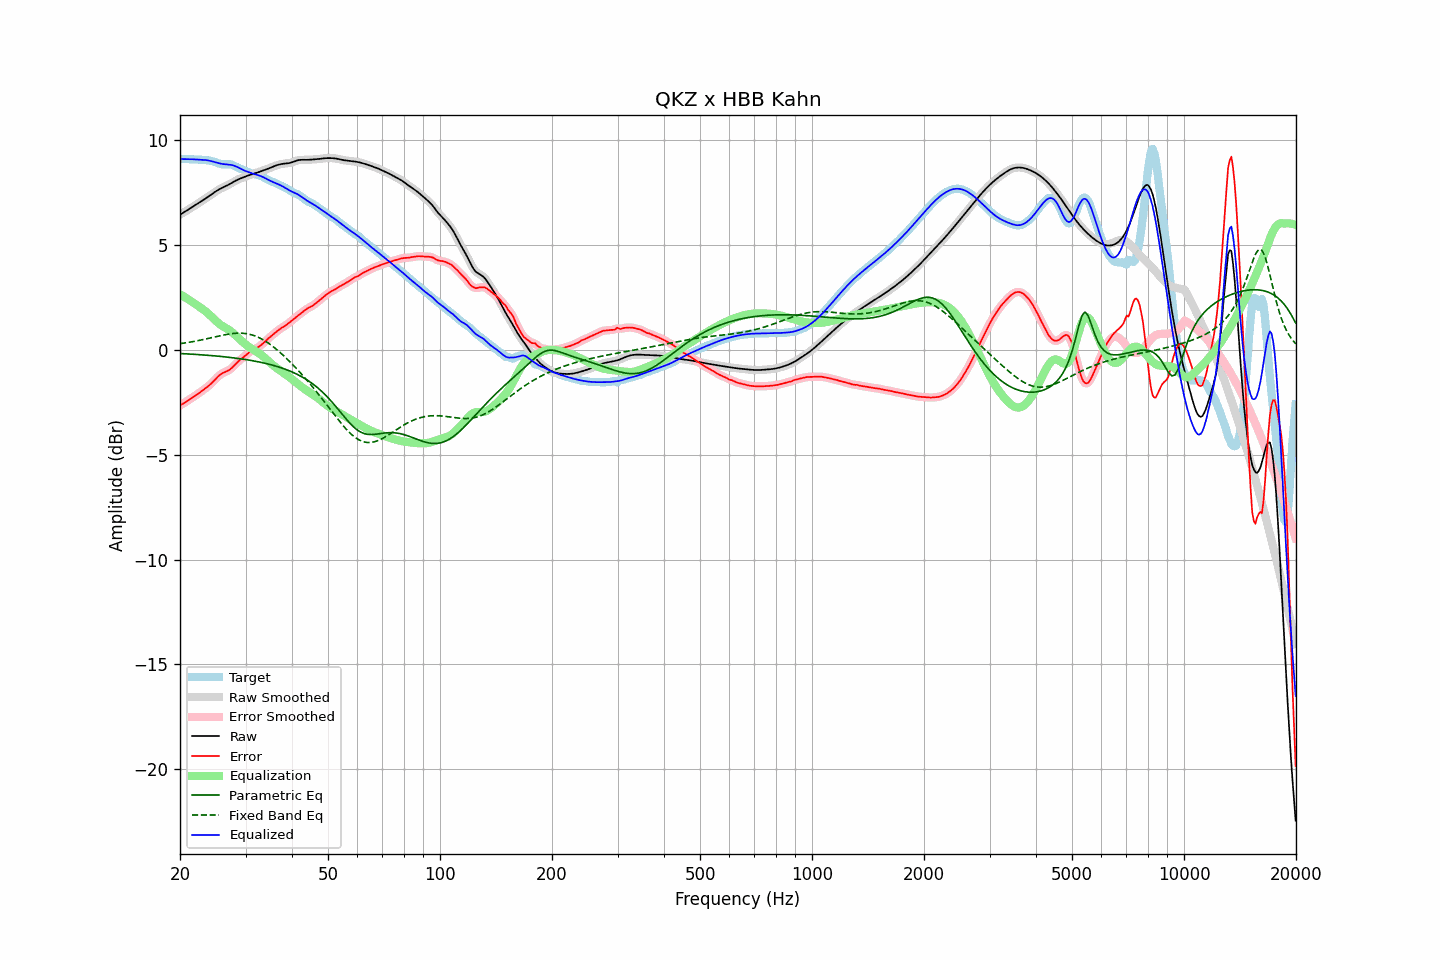 QKZ x HBB Kahn
Amplitude (dBr)
10
5
0
−5
−10
−15
−20
Target
Raw Smoothed
Error Smoothed
Raw
Error
Equalization
Parametric Eq
Fixed Band Eq
Equalized
20 50 100 200 500 1000 2000 5000 10000 20000
Frequency (Hz)